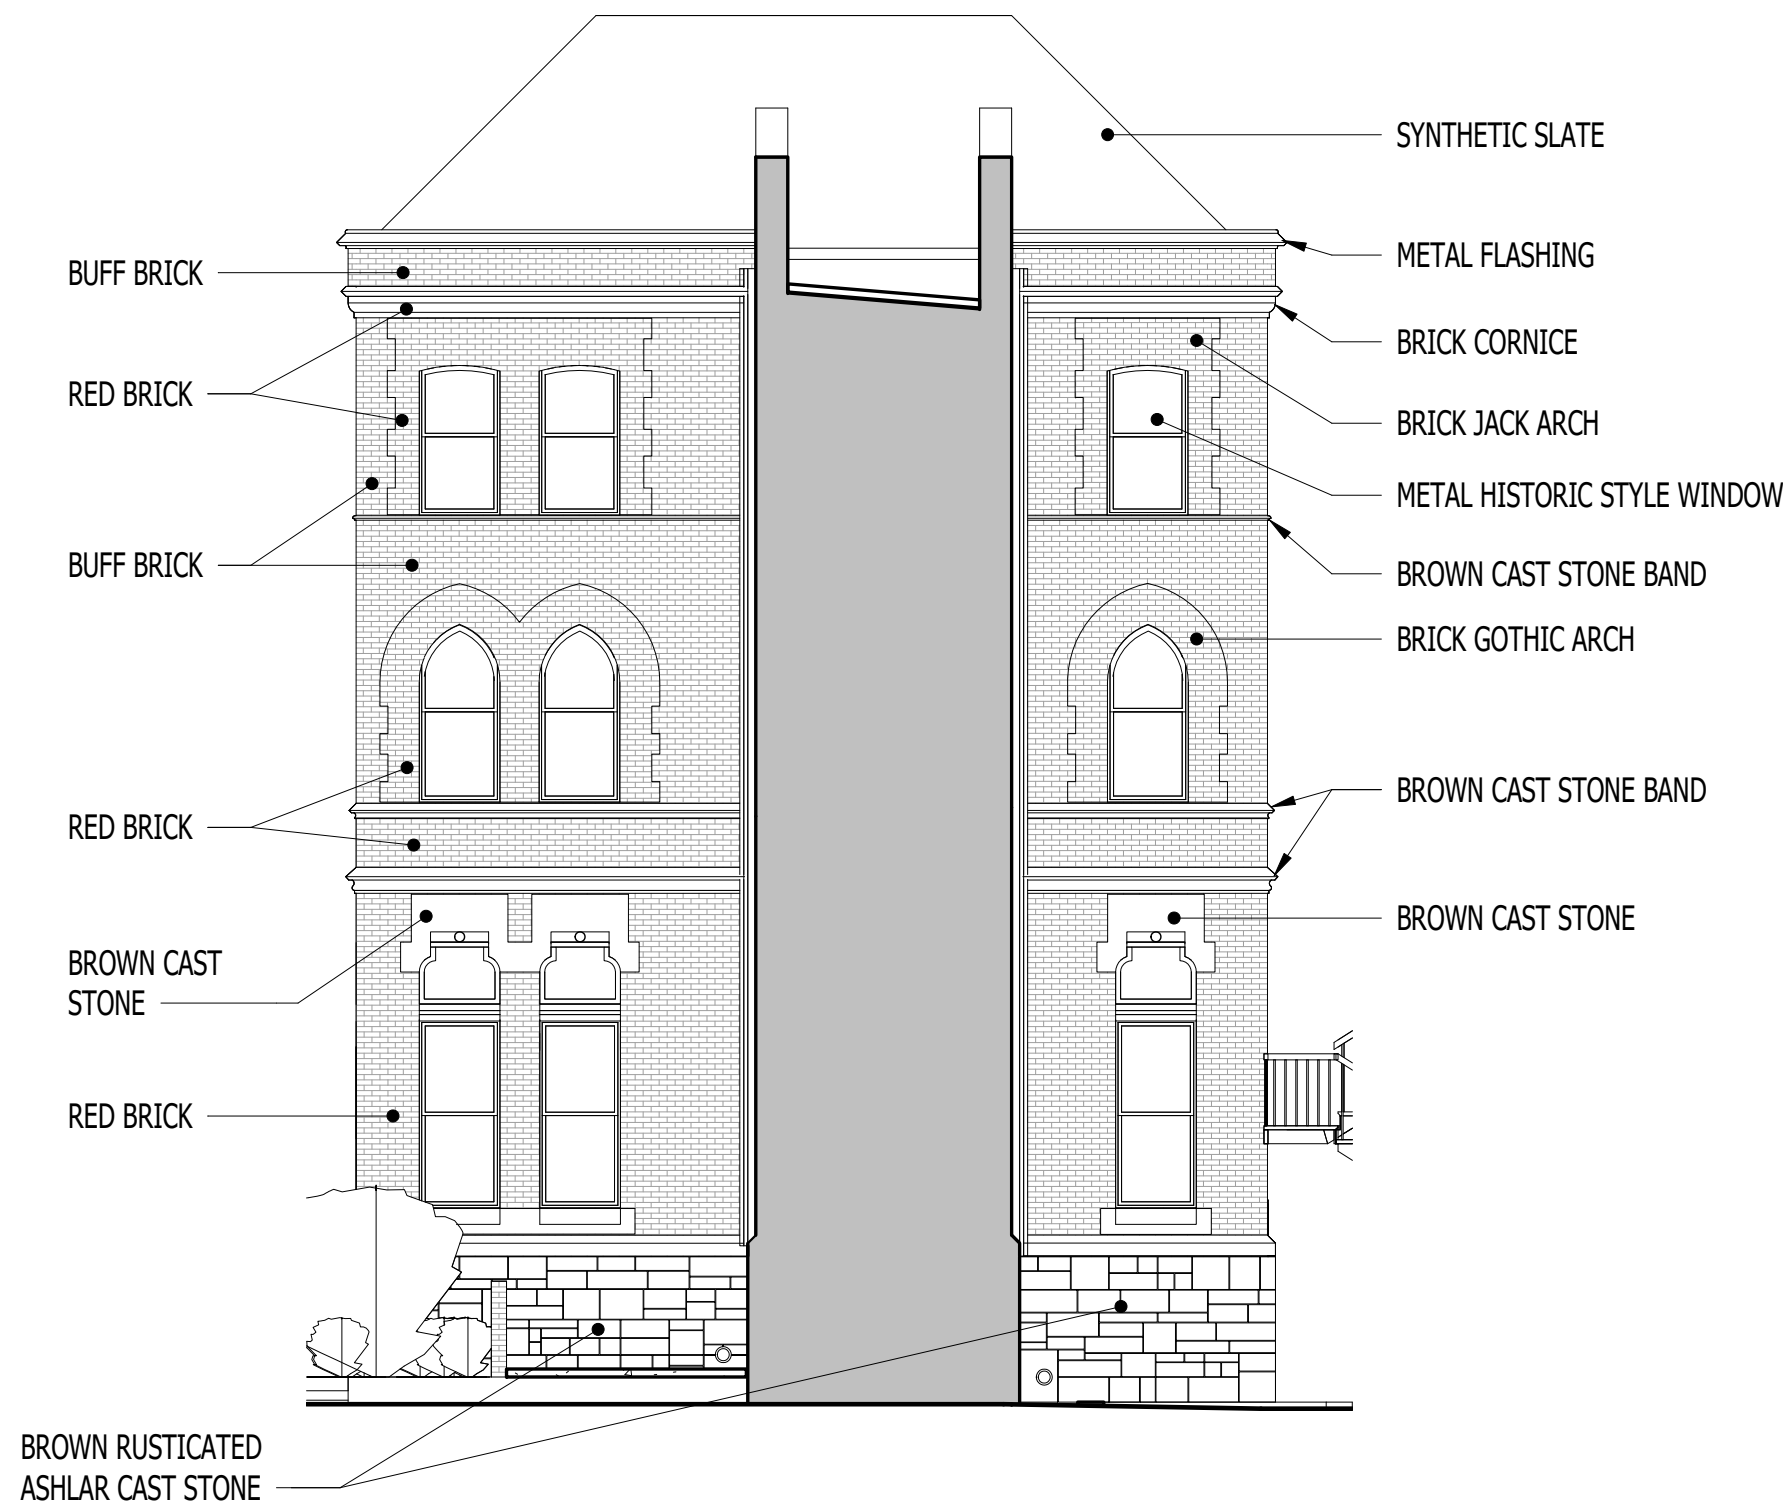 SYNTHETIC SLATE
METAL FLASHING
BUFF BRICK
BRICK CORNICE
RED BRICK
BRICK JACK ARCH
METAL HISTORIC STYLE WINDOW
BUFF BRICK
BROWN CAST STONE BAND
BRICK GOTHIC ARCH
BROWN CAST STONE BAND
RED BRICK
BROWN CAST STONE
BROWN CAST
STONE
RED BRICK
BROWN RUSTICATED
ASHLAR CAST STONE